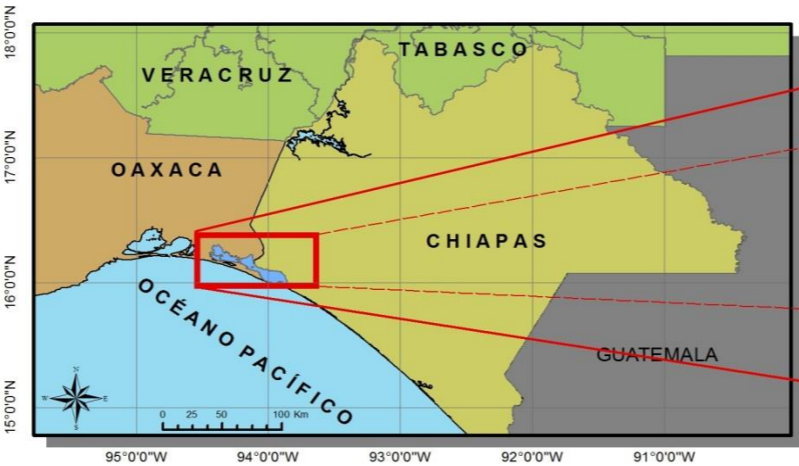 18°0'0"N
17°0'0"N
16°0'0"N
15°0'0"N
VERACRUZ
TABASCO
OAXACA
CHIAPAS
OCÉANO PACÍFICO
GUATEMALA
N
W E
S
0 25 50 100 Km
95°0'0"W 94°0'0"W 93°0'0"W 92°0'0"W 91°0'0"W